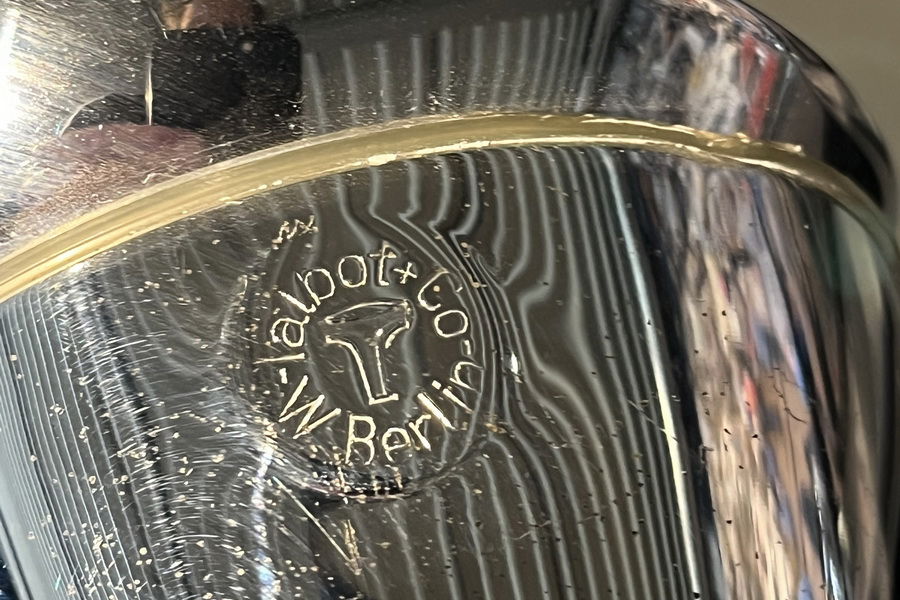 Talbot + Co
W Berlin